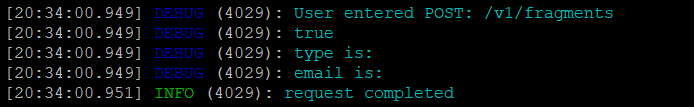 [20:34:00.949] DEBUG (4029): User entered POST: /v1/fragments
[20:34:00.949] DEBUG (4029): true
[20:34:00.949] DEBUG (4029): type is:
[20:34:00.949] DEBUG (4029): email is:
[20:34:00.951] INFO (4029): request completed